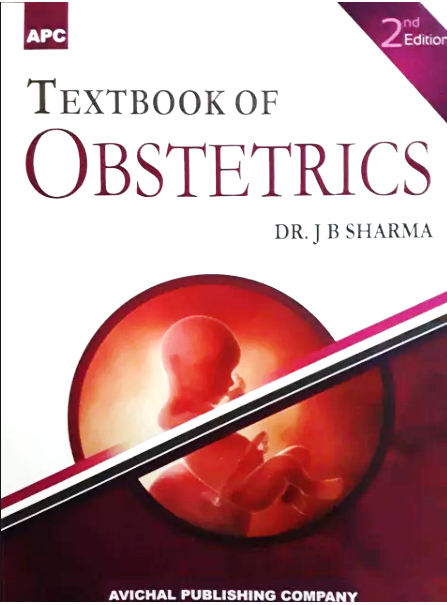 APC
2nd
Edition
TEXTBOOK OF
OBSTETRICS
DR. J B SHARMA
AVICHAL PUBLISHING COMPANY